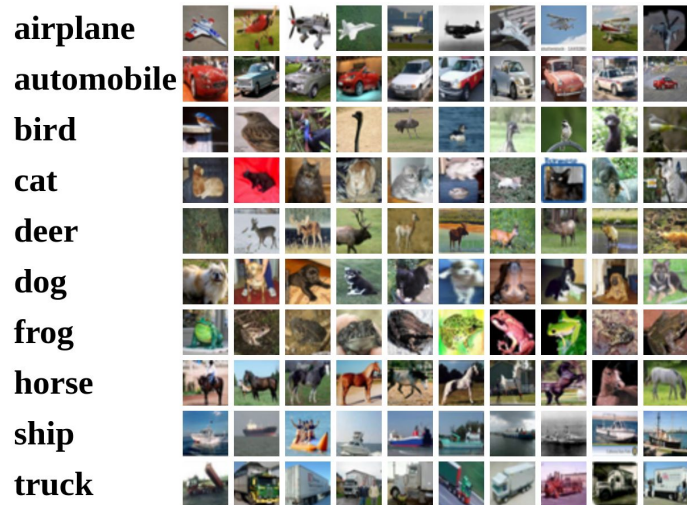 airplane
automobile
bird
cat
deer
dog
frog
horse
ship
truck